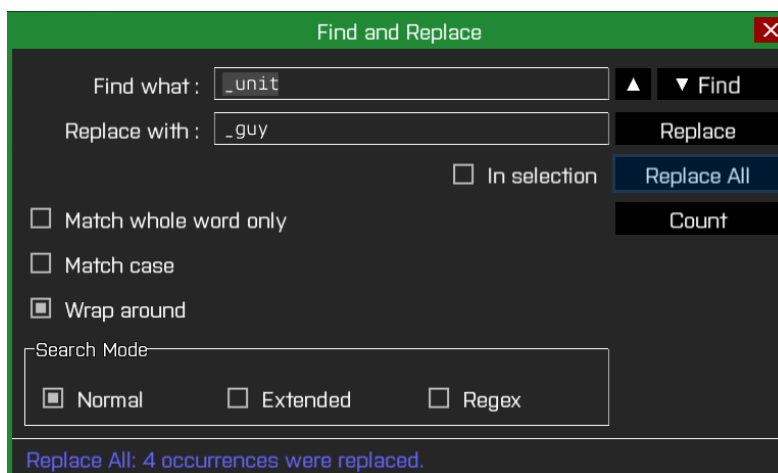 Find and Replace
Find what : _unit ▲ ▼ Find
Replace with : _guy Replace
In selection Replace All
Match whole word only Count
Match case
Wrap around
Search Mode
Normal Extended Regex
Replace All: 4 occurrences were replaced.